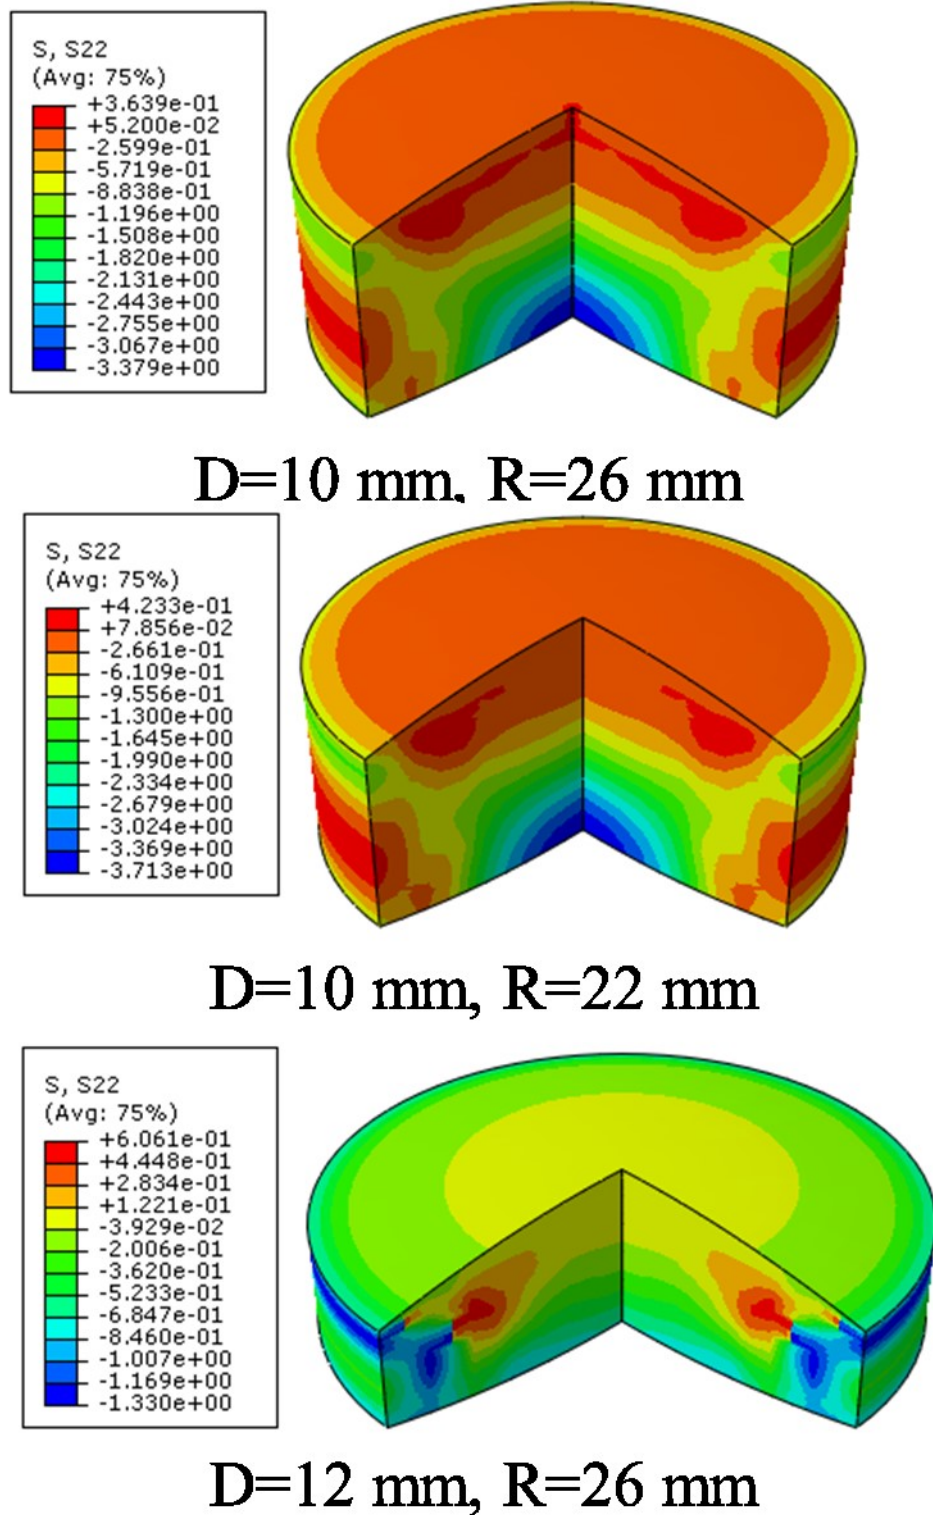 S, S22
(Avg: 75%)
+3.639e-01
+5.200e-02
-2.599e-01
-5.719e-01
-8.838e-01
-1.196e+00
-1.508e+00
-1.820e+00
-2.131e+00
-2.443e+00
-2.755e+00
-3.067e+00
-3.379e+00
D=10 mm, R=26 mm
S, S22
(Avg: 75%)
+4.233e-01
+7.856e-02
-2.661e-01
-6.109e-01
-9.556e-01
-1.300e+00
-1.645e+00
-1.990e+00
-2.334e+00
-2.679e+00
-3.024e+00
-3.369e+00
-3.713e+00
D=10 mm, R=22 mm
S, S22
(Avg: 75%)
+6.061e-01
+4.448e-01
+2.834e-01
+1.221e-01
-3.929e-02
-2.006e-01
-3.620e-01
-5.233e-01
-6.847e-01
-8.460e-01
-1.007e+00
-1.169e+00
-1.330e+00
D=12 mm, R=26 mm